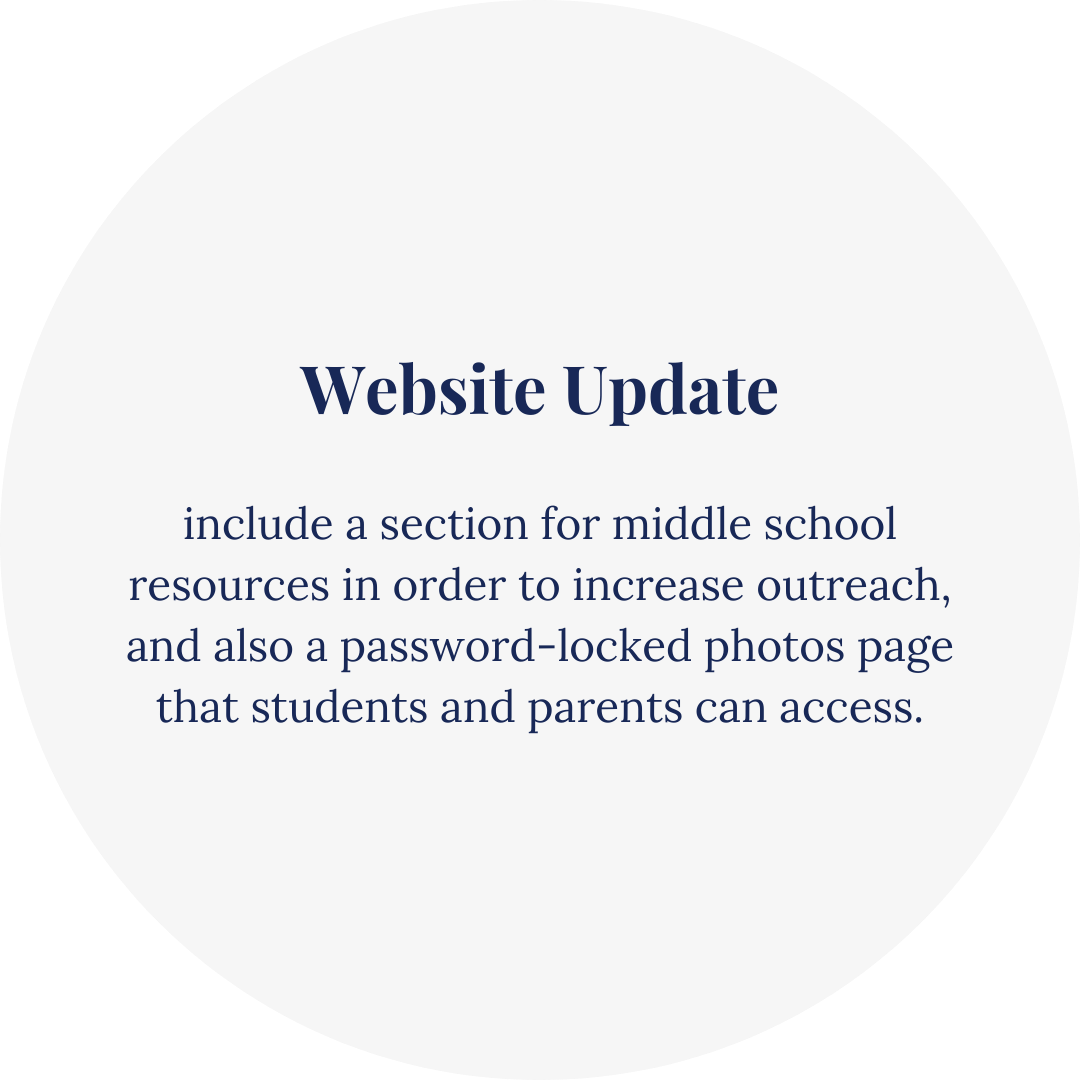 Website Update
include a section for middle school
resources in order to increase outreach,
and also a password-locked photos page
that students and parents can access.